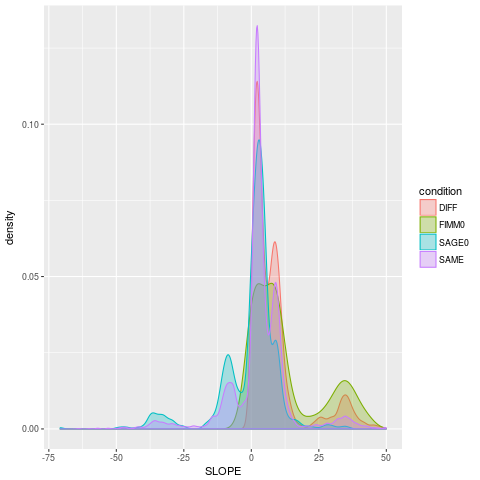 0.10
0.05
0.00
density
-75 -50 -25 0 25 50
SLOPE
condition
DIFF
FIMM0
SAGE0
SAME